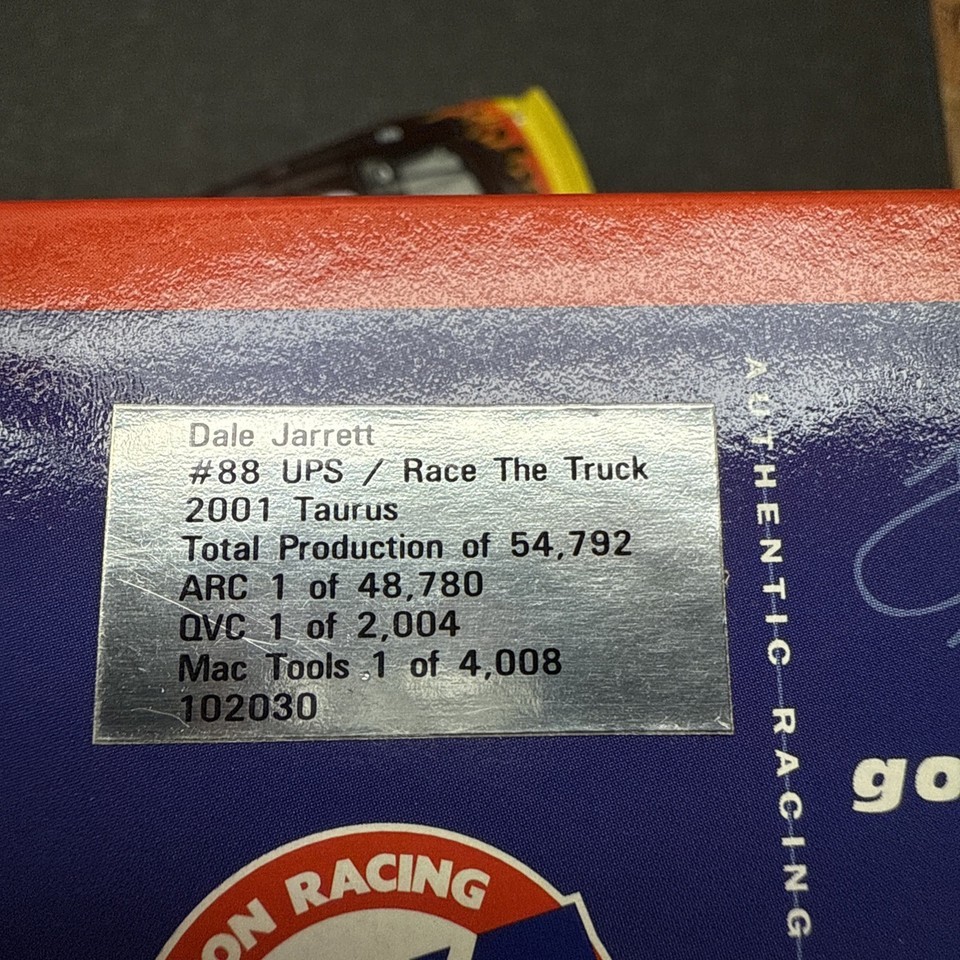 Dale Jarrett
#88 UPS / Race The Truck
2001 Taurus
Total Production of 54,792
ARC 1 of 48,780
QVC 1 of 2,004
Mac Tools 1 of 4,008
102030
AUTHENTIC RACING
go
ON RACING